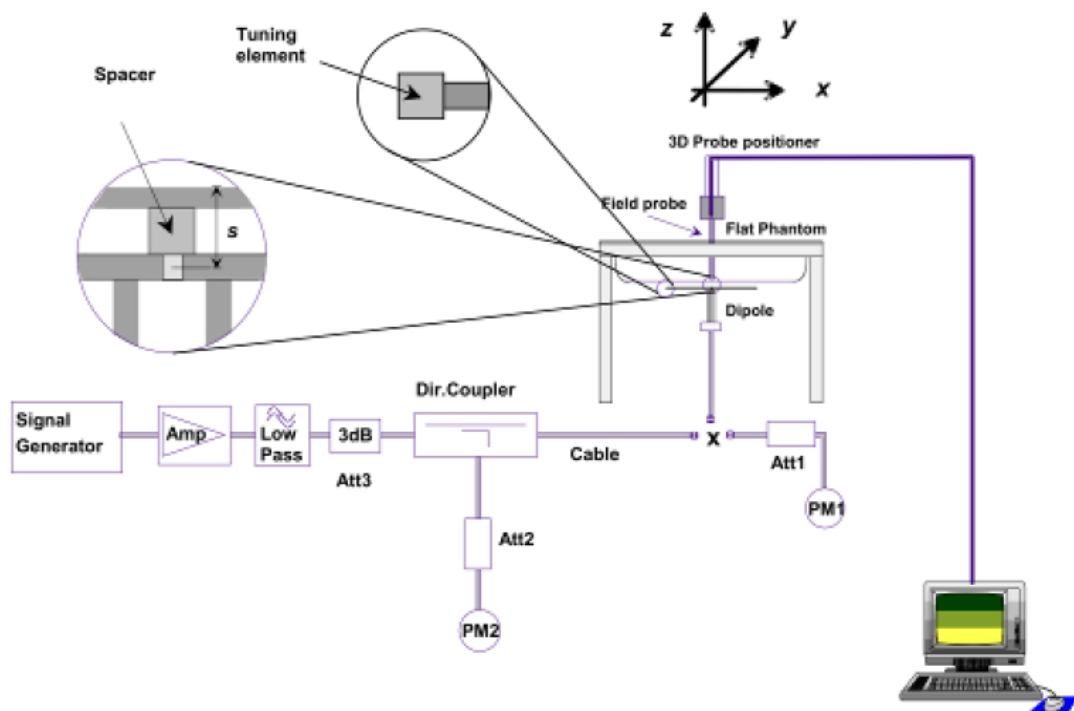 Tuning
element
Spacer
z
y
x
3D Probe positioner
s
Field probe
Flat Phantom
Dipole
Dir.Coupler
Signal
Generator
Amp
Low
Pass
3dB
Att3
Cable
x
Att1
PM1
Att2
PM2